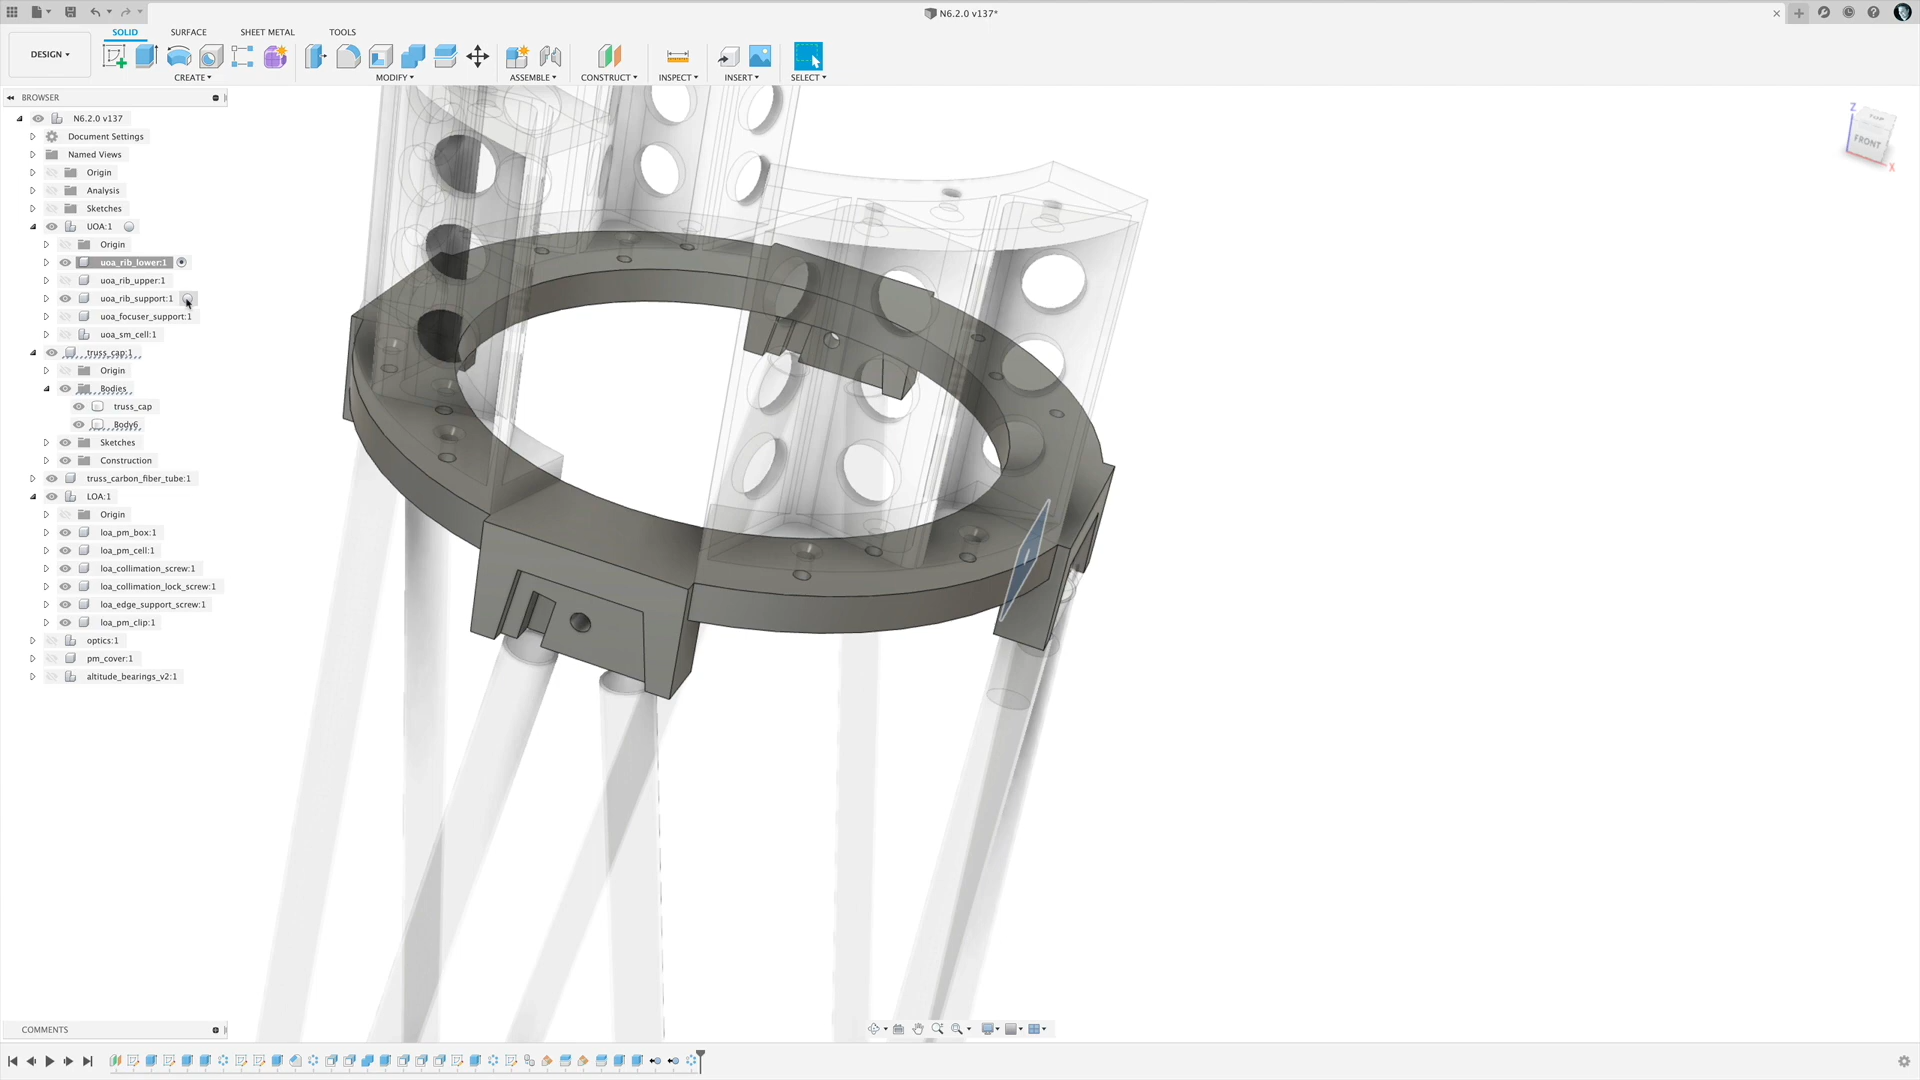 N6.2.0 v137*
DESIGN
SOLID SURFACE SHEET METAL TOOLS
CREATE MODIFY ASSEMBLE CONSTRUCT INSPECT INSERT SELECT
BROWSER
N6.2.0 v137
Document Settings
Named Views
Origin
Analysis
Sketches
UOA:1
Origin
uoa_rib_lower:1
uoa_rib_upper:1
uoa_rib_support:1
uoa_focuser_support:1
uoa_sm_cell:1
truss_cap:1
Origin
Bodies
truss_cap
Body6
Sketches
Construction
truss_carbon_fiber_tube:1
LOA:1
Origin
loa_pm_box:1
loa_pm_cell:1
loa_collimation_screw:1
loa_collimation_lock_screw:1
loa_edge_support_screw:1
loa_pm_clip:1
optics:1
pm_cover:1
altitude_bearings_v2:1
Z
FRONT
X
COMMENTS